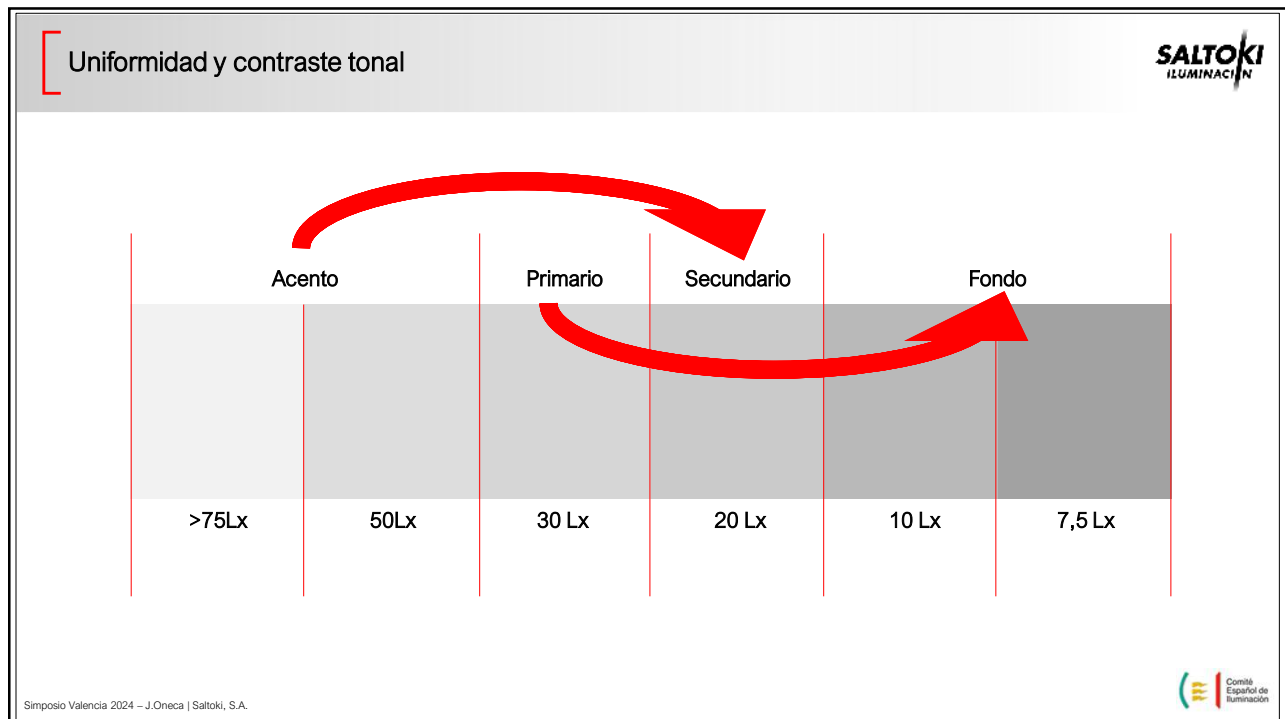 Uniformidad y contraste tonal
SALTOKI
ILUMINACIÓN
Acento Primario Secundario Fondo
>75Lx 50Lx 30 Lx 20 Lx 10 Lx 7,5 Lx
Simposio Valencia 2024 – J.Oneca | Saltoki, S.A.
Comité
Español de
Iluminación